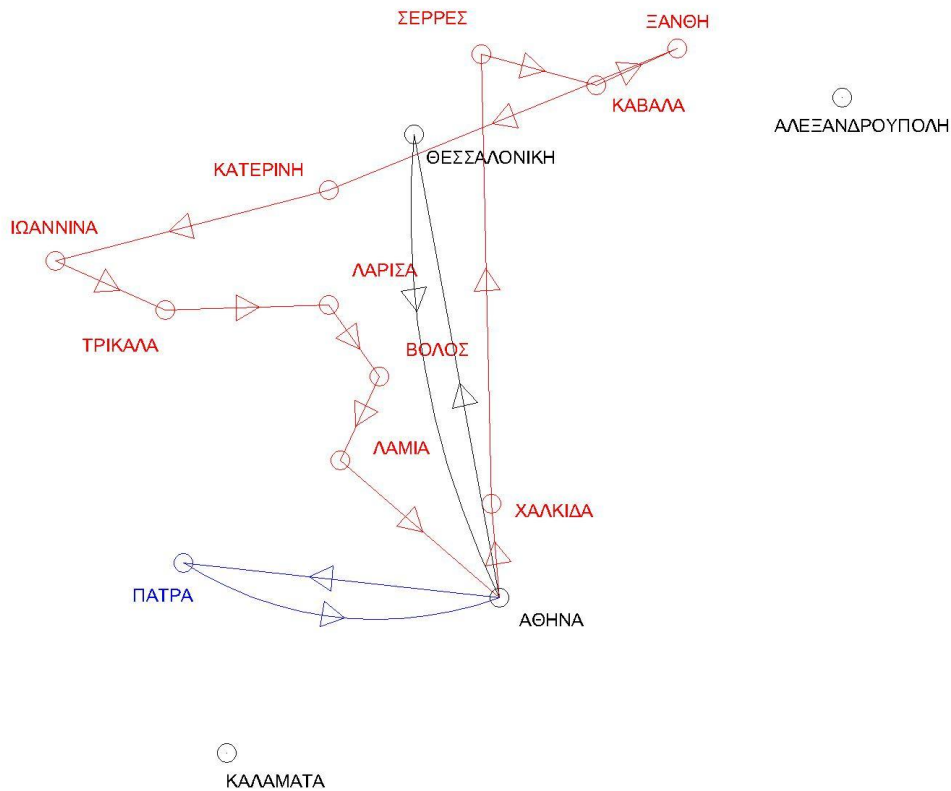 ΣΕΡΡΕΣ
ΞΑΝΘΗ
ΚΑΒΑΛΑ
ΑΛΕΞΑΝΔΡΟΥΠΟΛΗ
ΘΕΣΣΑΛΟΝΙΚΗ
ΚΑΤΕΡΙΝΗ
ΙΩΑΝΝΙΝΑ
ΛΑΡΙΣΑ
ΤΡΙΚΑΛΑ
ΒΟΛΟΣ
ΛΑΜΙΑ
ΧΑΛΚΙΔΑ
ΠΑΤΡΑ
ΑΘΗΝΑ
ΚΑΛΑΜΑΤΑ